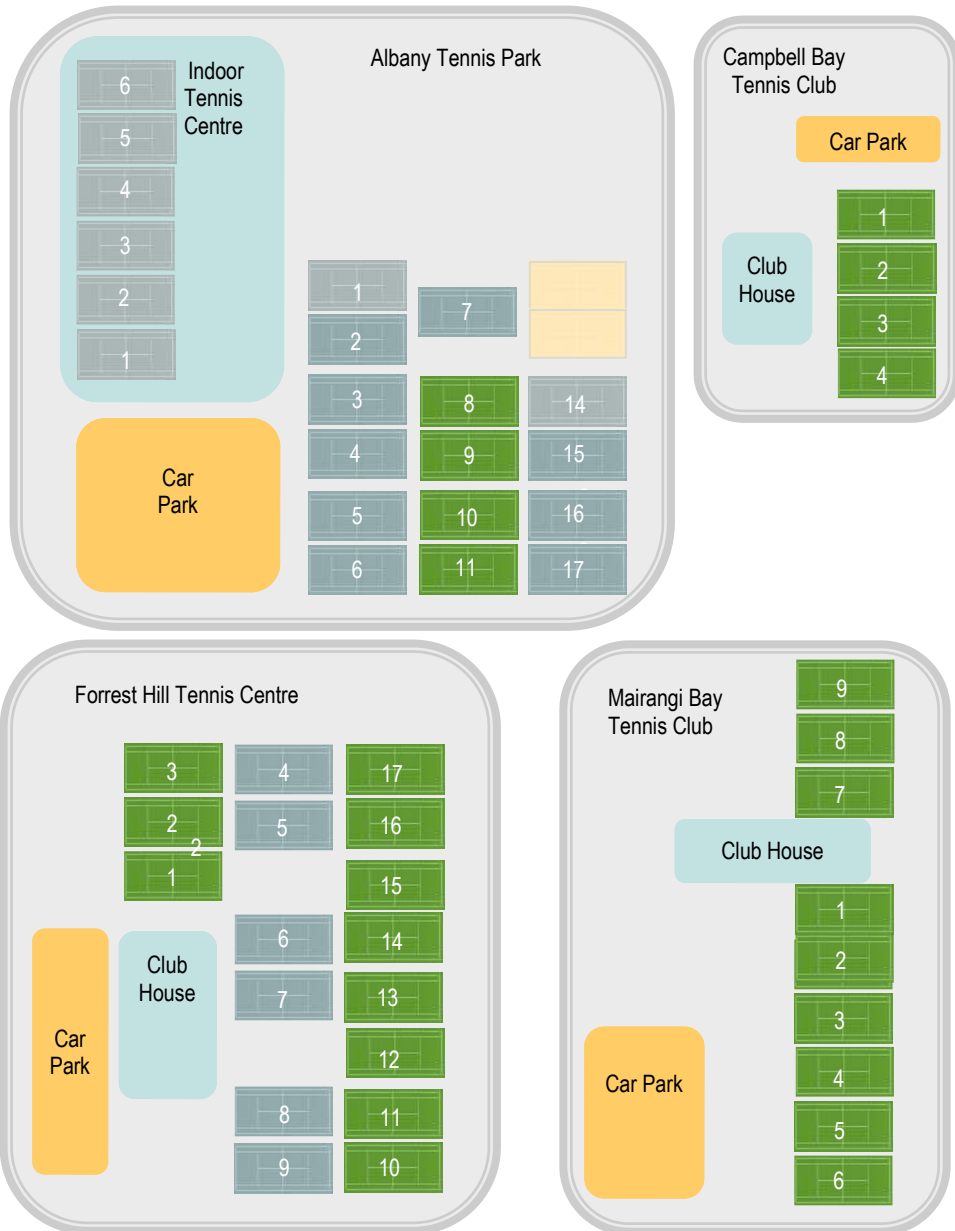 Albany Tennis Park
Indoor
Tennis
Centre
6
5
4
3
2
1
Car
Park
1
2
3
4
5
6
7
8
9
10
11
14
15
16
17
Campbell Bay
Tennis Club
Car Park
Club
House
1
2
3
4
Forrest Hill Tennis Centre
3
2
2
1
Car
Park
Club
House
4
5
6
7
8
9
17
16
15
14
13
12
11
10
Mairangi Bay
Tennis Club
9
8
7
Club House
1
2
3
4
5
6
Car Park